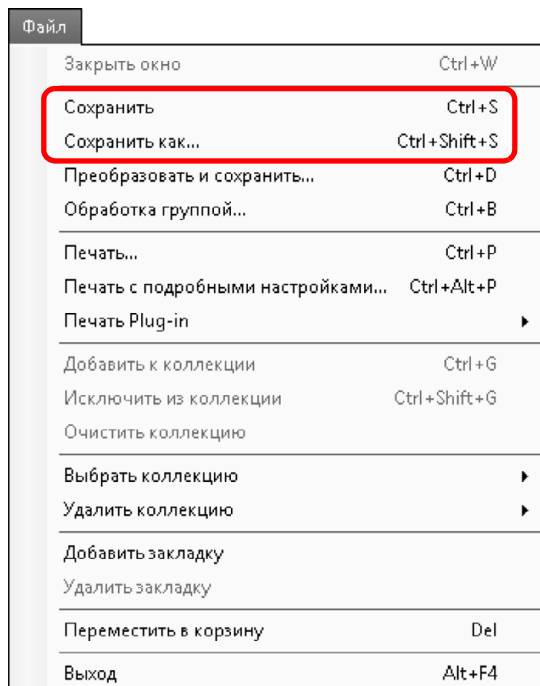 Файл
Закрыть окно Ctrl+W
Сохранить Ctrl+S
Сохранить как... Ctrl+Shift+S
Преобразовать и сохранить... Ctrl+D
Обработка группой... Ctrl+B
Печать... Ctrl+P
Печать с подробными настройками... Ctrl+Alt+P
Печать Plug-in
Добавить к коллекции Ctrl+G
Исключить из коллекции Ctrl+Shift+G
Очистить коллекцию
Выбрать коллекцию
Удалить коллекцию
Добавить закладку
Удалить закладку
Переместить в корзину Del
Выход Alt+F4